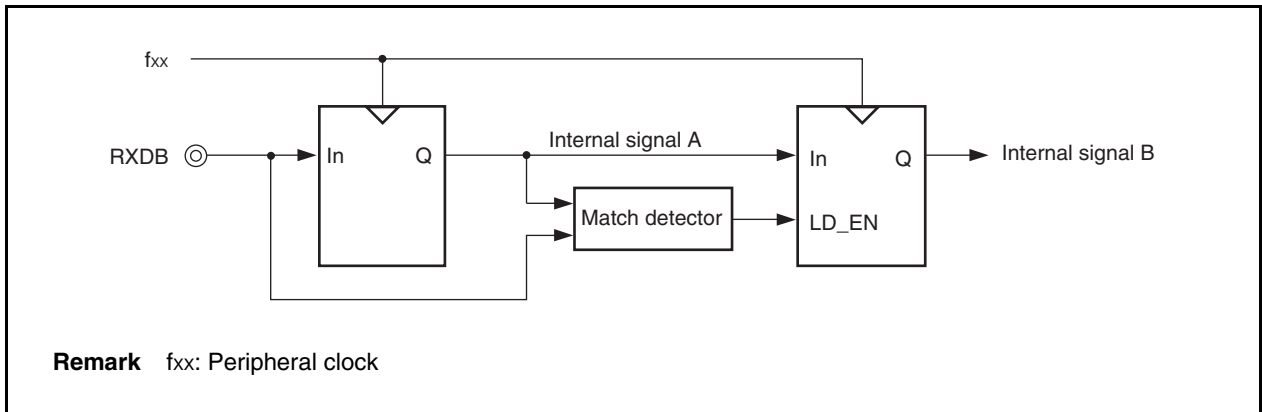 fxx
RXDB
In
Q
Internal signal A
In
Q
Internal signal B
Match detector
LD_EN
Remark fxx: Peripheral clock